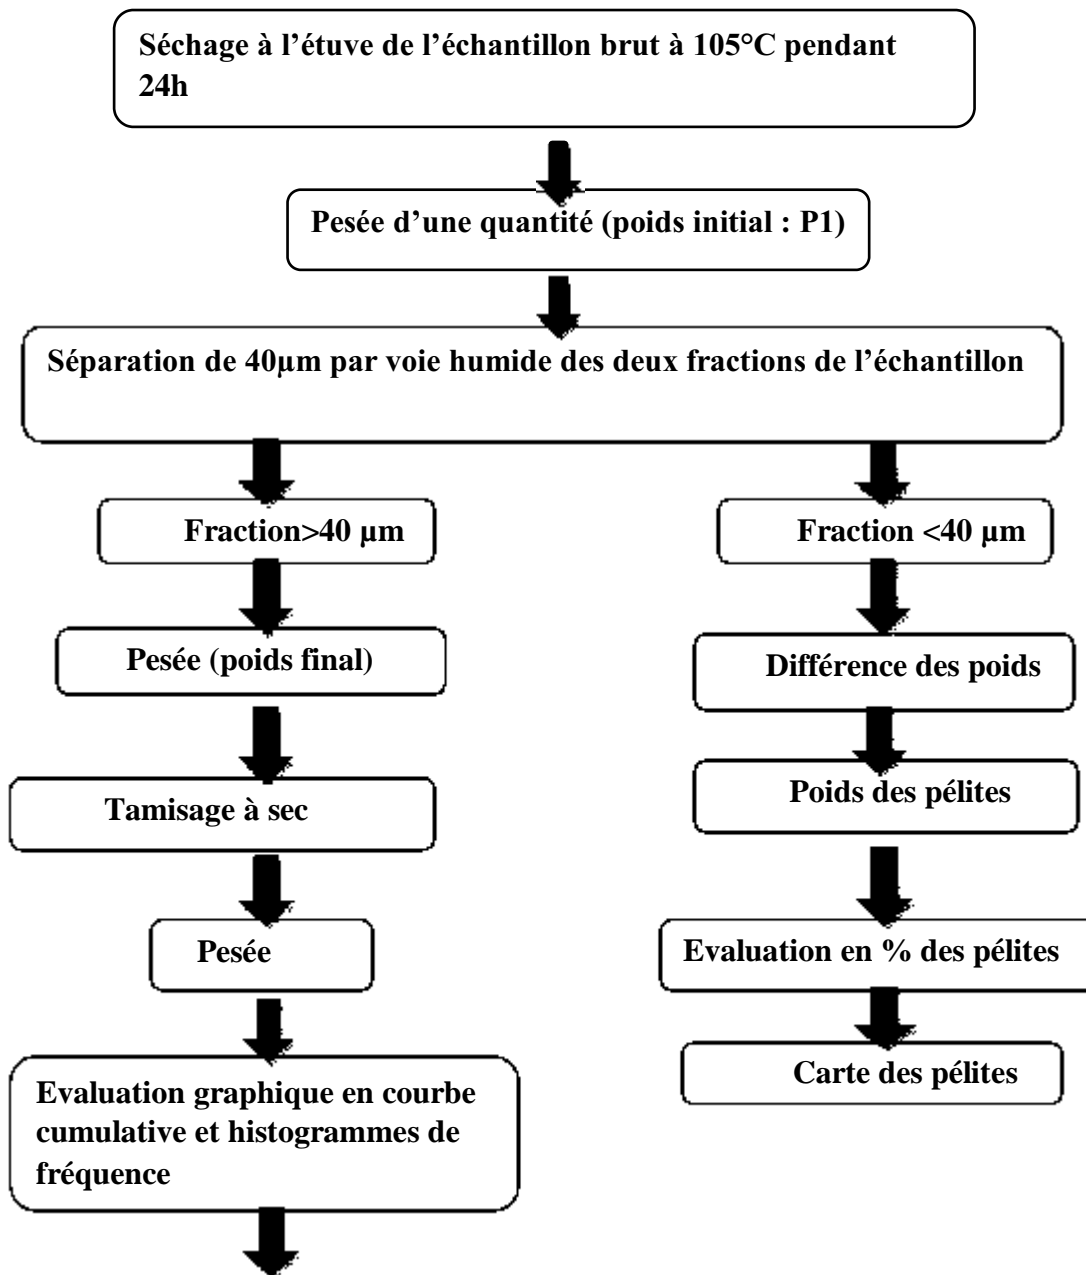 Séchage à l’étuve de l’échantillon brut à 105°C pendant
24h
Pesée d’une quantité (poids initial : P1)
Séparation de 40µm par voie humide des deux fractions de l’échantillon
Fraction>40 µm
Pesée (poids final)
Tamisage à sec
Pesée
Evaluation graphique en courbe
cumulative et histogrammes de
fréquence
Fraction <40 µm
Différence des poids
Poids des pélites
Evaluation en % des pélites
Carte des pélites